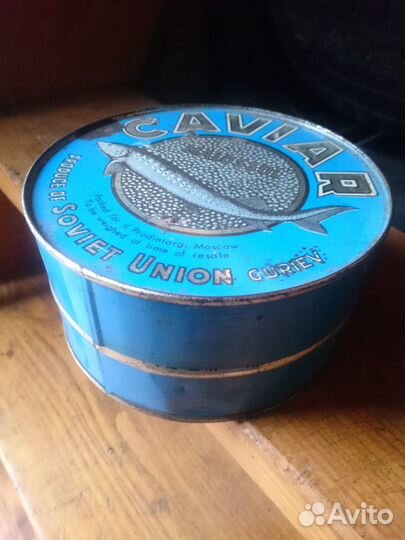 CAVIAR
Packed for V/O Prodintorg, Moscow
To be weighed at time of resale
PRODUCE OF SOVIET UNION GURIEV
Avito